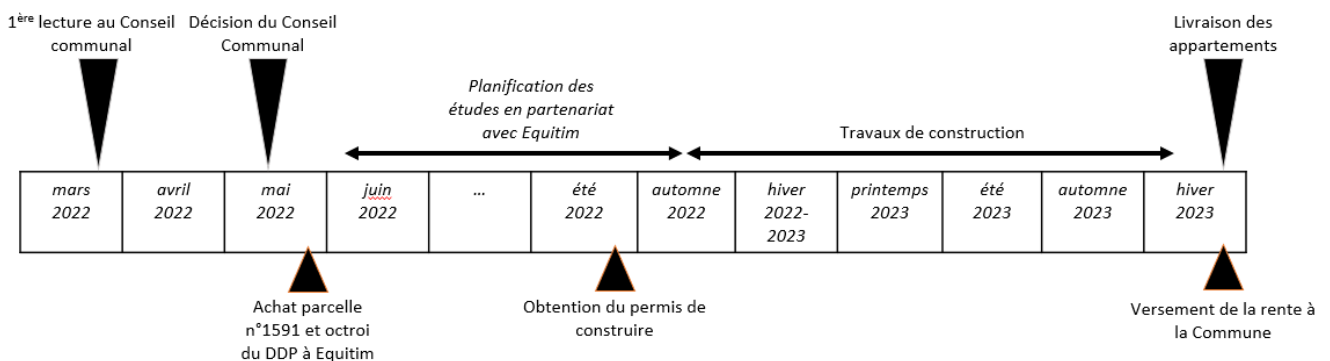 1ère lecture au Conseil
communal
Décision du Conseil
Communal
Livraison des
appartements
Planification des
études en partenariat
avec Equitim
Travaux de construction
mars
2022
avril
2022
mai
2022
juin
2022
...
été
2022
automne
2022
hiver
2022-
2023
printemps
2023
été
2023
automne
2023
hiver
2023
Achat parcelle
n°1591 et octroi
du DDP à Equitim
Obtention du permis de
construire
Versement de la rente à
la Commune